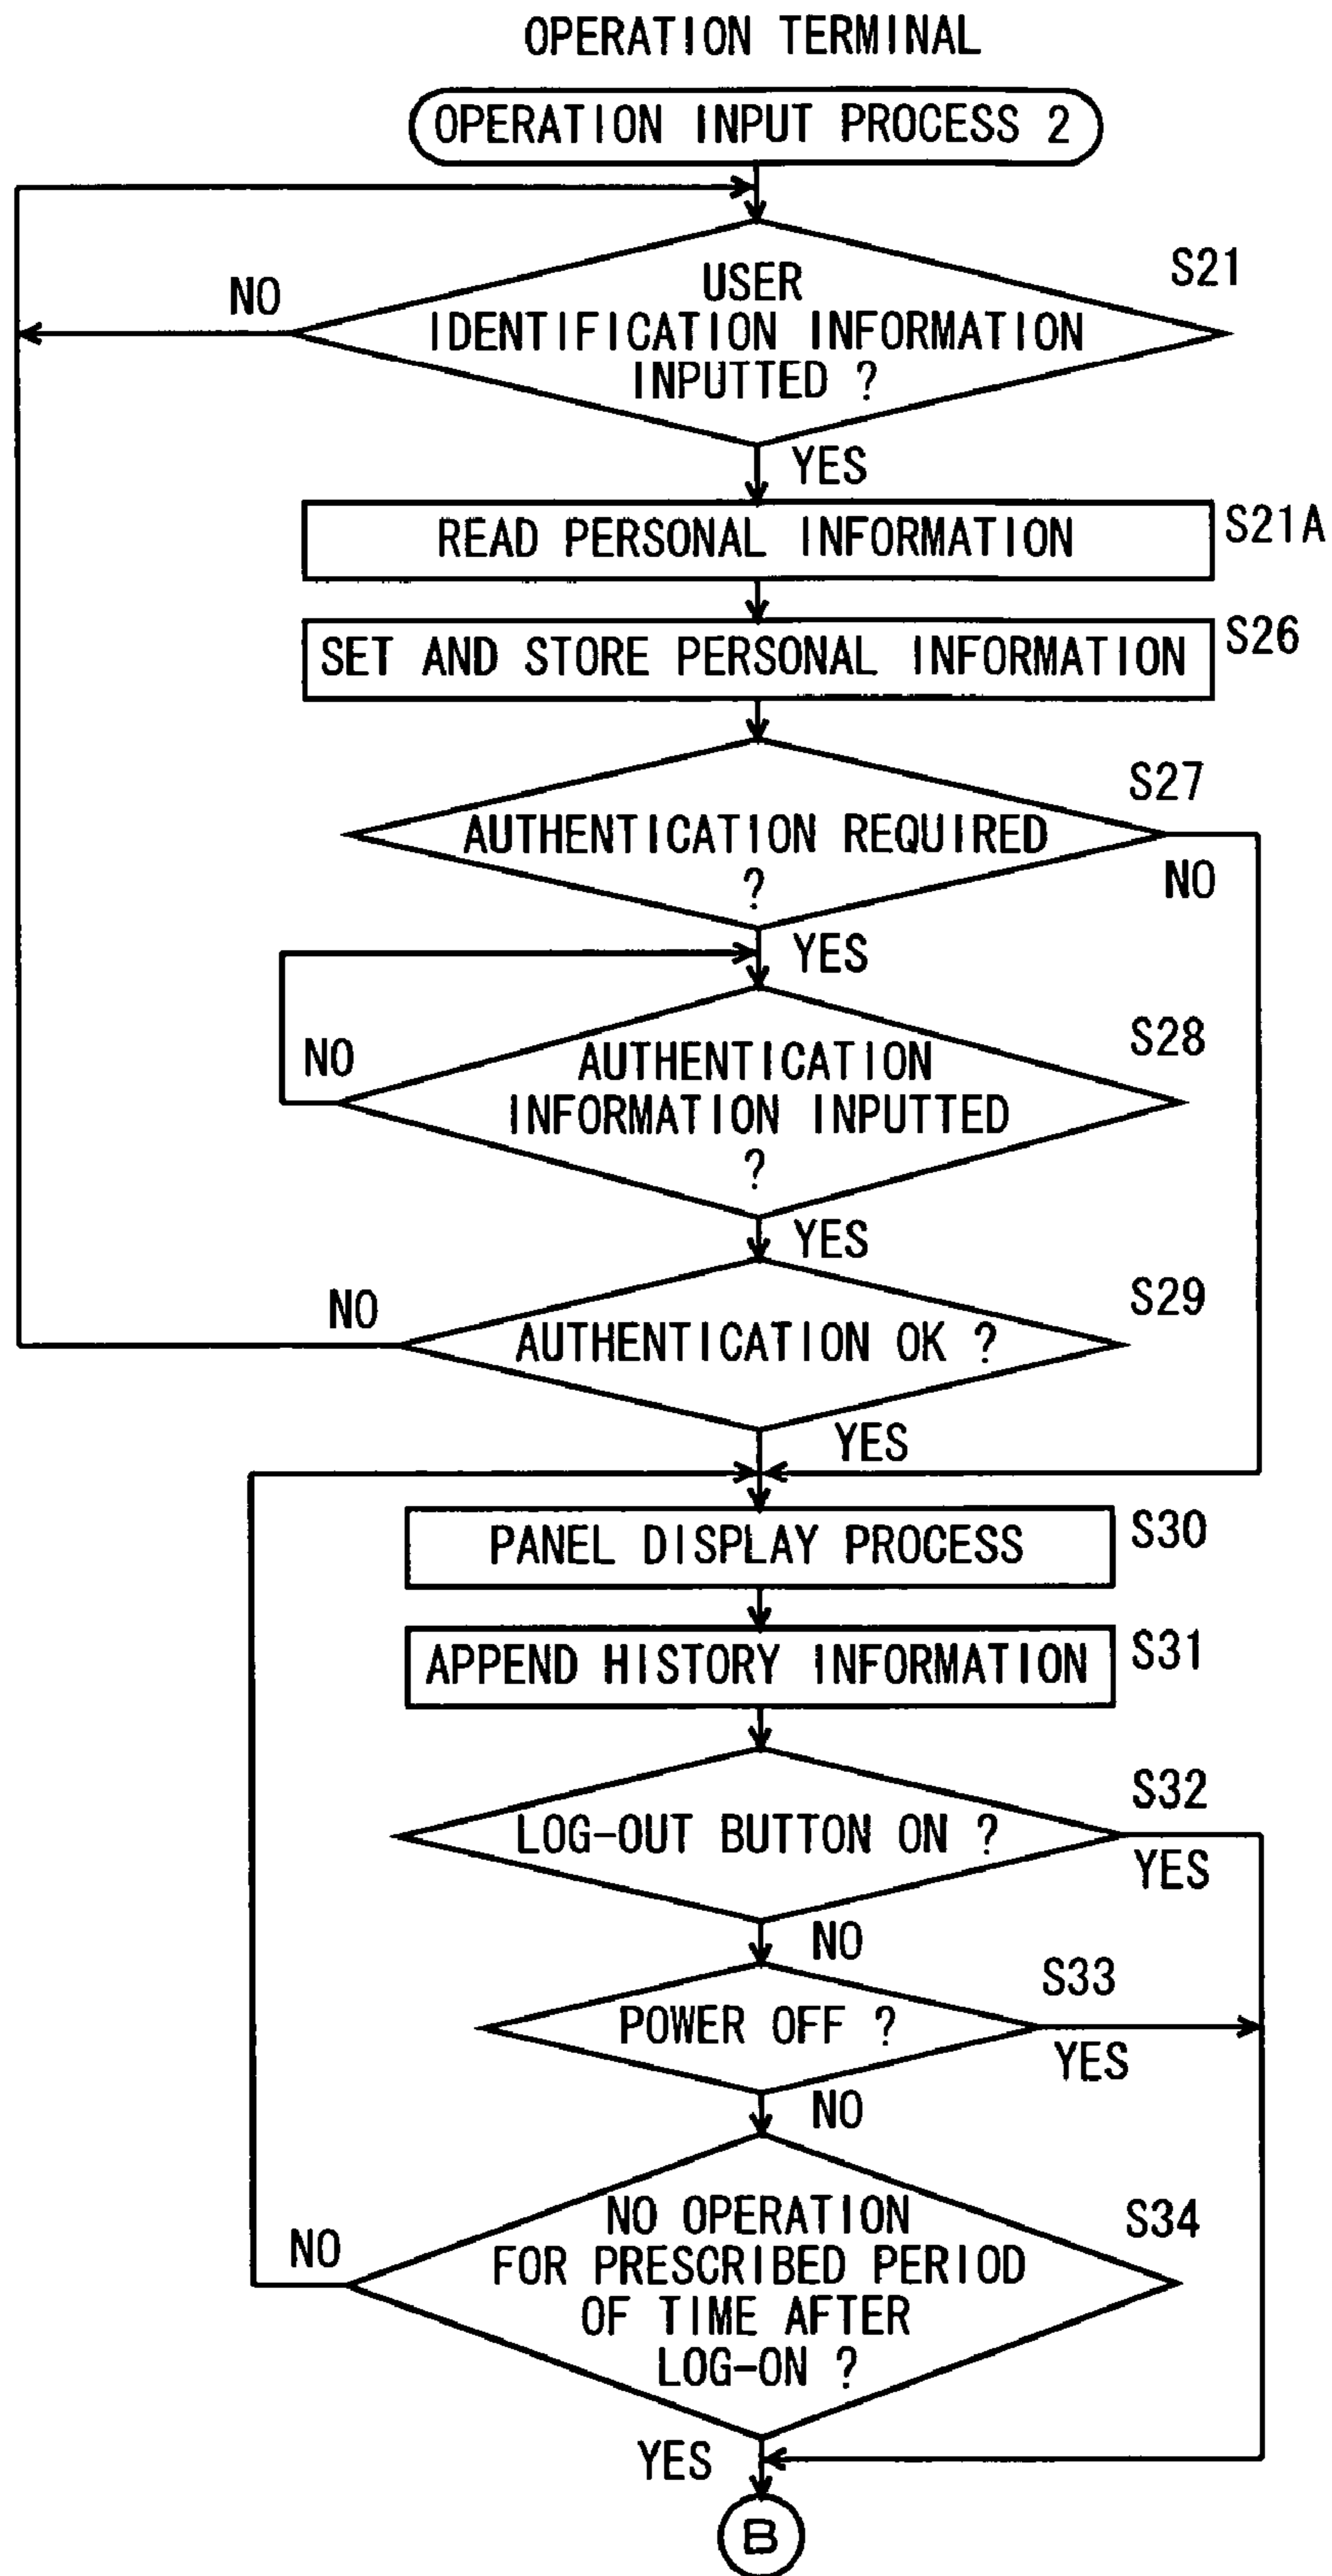 OPERATION TERMINAL
OPERATION INPUT PROCESS 2
S21
NO
USER
IDENTIFICATION INFORMATION
INPUTTED ?
YES
READ PERSONAL INFORMATION
S21A
SET AND STORE PERSONAL INFORMATION
S26
S27
AUTHENTICATION REQUIRED
?
NO
YES
S28
NO
AUTHENTICATION
INFORMATION INPUTTED
?
YES
S29
NO
AUTHENTICATION OK ?
YES
PANEL DISPLAY PROCESS
S30
APPEND HISTORY INFORMATION
S31
S32
LOG-OUT BUTTON ON ?
YES
NO
S33
POWER OFF ?
YES
NO
S34
NO
NO OPERATION
FOR PRESCRIBED PERIOD
OF TIME AFTER
LOG-ON ?
YES
B